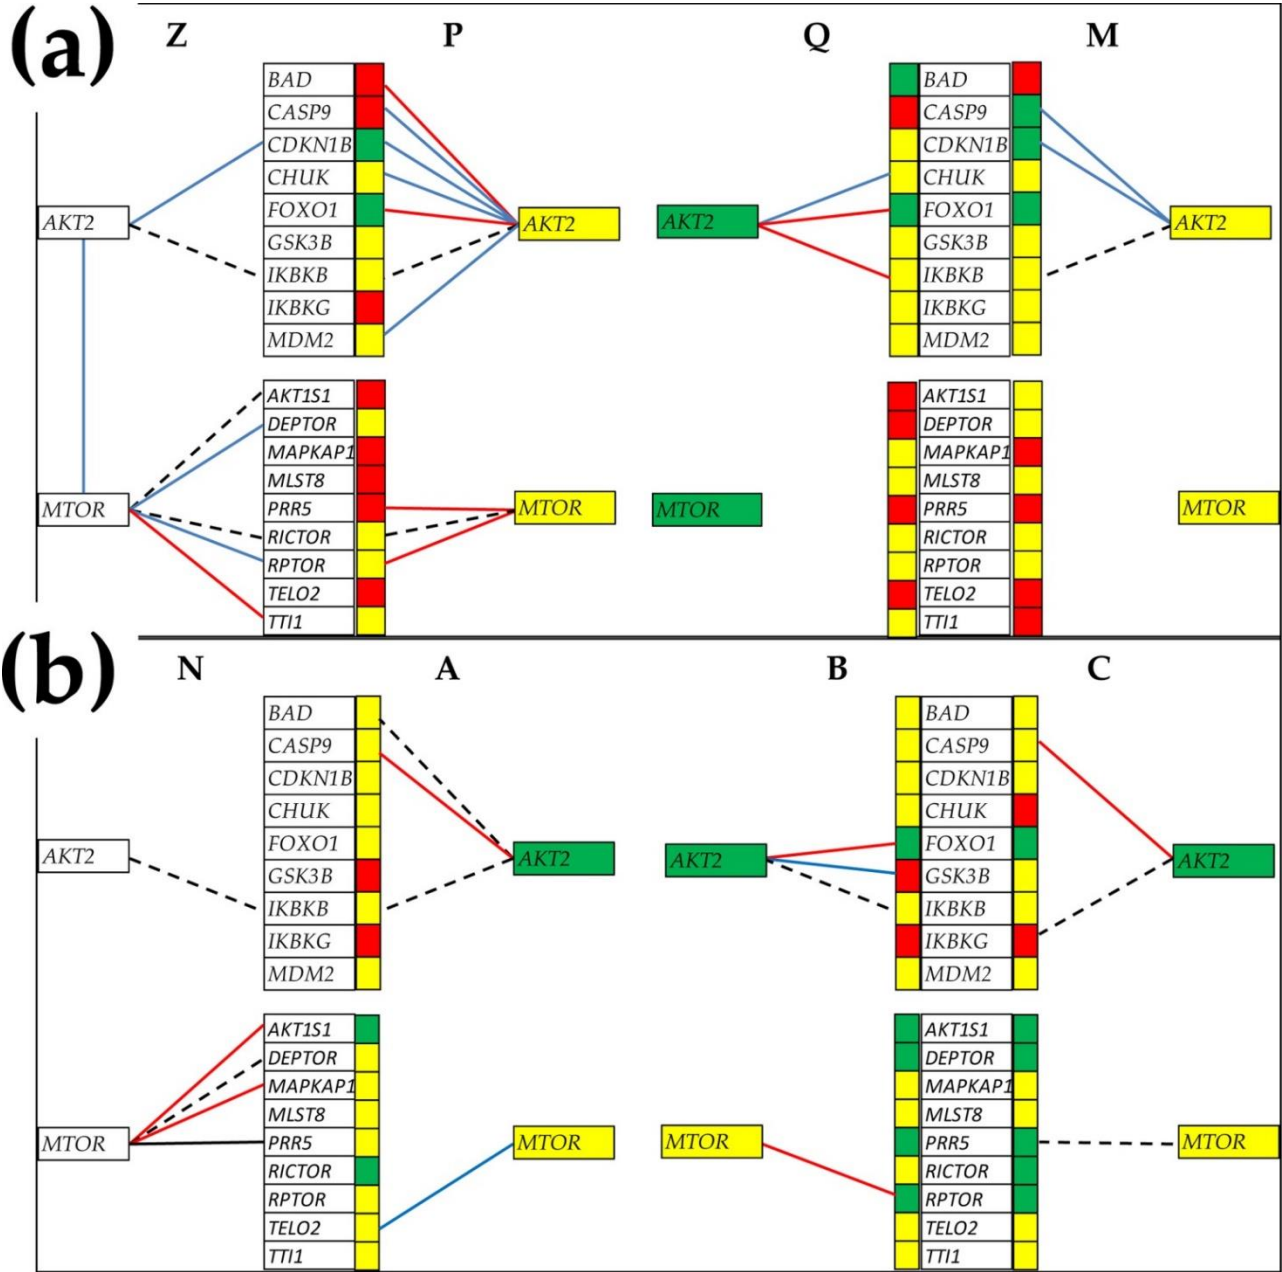 (a)
Z P Q M
BAD BAD
CASP9 CASP9
CDKN1B CDKN1B
CHUK CHUK
AKT2 FOXO1 AKT2 AKT2 FOXO1 AKT2
GSK3B GSK3B
IKBKB IKBKB
IKBKG IKBKG
MDM2 MDM2
AKT1S1 AKT1S1
DEPTOR DEPTOR
MAPKAP1 MAPKAP1
MLST8 MLST8
MTOR PRR5 MTOR MTOR PRR5 MTOR
RICTOR RICTOR
RPTOR RPTOR
TELO2 TELO2
TTI1 TTI1
(b)
N A B C
BAD BAD
CASP9 CASP9
CDKN1B CDKN1B
CHUK CHUK
AKT2 FOXO1 AKT2 AKT2 FOXO1 AKT2
GSK3B GSK3B
IKBKB IKBKB
IKBKG IKBKG
MDM2 MDM2
AKT1S1 AKT1S1
DEPTOR DEPTOR
MAPKAP1 MAPKAP1
MLST8 MLST8
MTOR PRR5 MTOR MTOR PRR5 MTOR
RICTOR RICTOR
RPTOR RPTOR
TELO2 TELO2
TTI1 TTI1